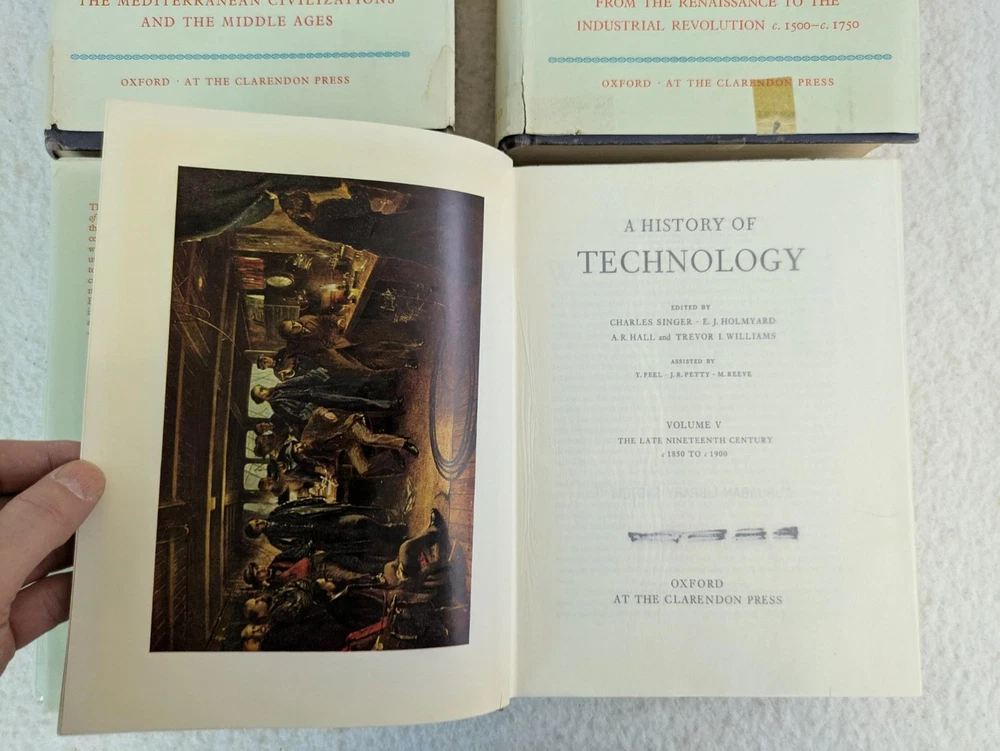 THE MEDITERRANEAN CIVILIZATIONS
AND THE MIDDLE AGES
OXFORD · AT THE CLARENDON PRESS
FROM THE RENAISSANCE TO THE
INDUSTRIAL REVOLUTION c. 1500–c. 1750
OXFORD · AT THE CLARENDON PRESS
A HISTORY OF
TECHNOLOGY
EDITED BY
CHARLES SINGER · E. J. HOLMYARD
A. R. HALL and TREVOR I. WILLIAMS
ASSISTED BY
Y. PEEL · J. R. PETTY · M. REEVE
VOLUME V
THE LATE NINETEENTH CENTURY
c 1850 TO c 1900
OXFORD
AT THE CLARENDON PRESS